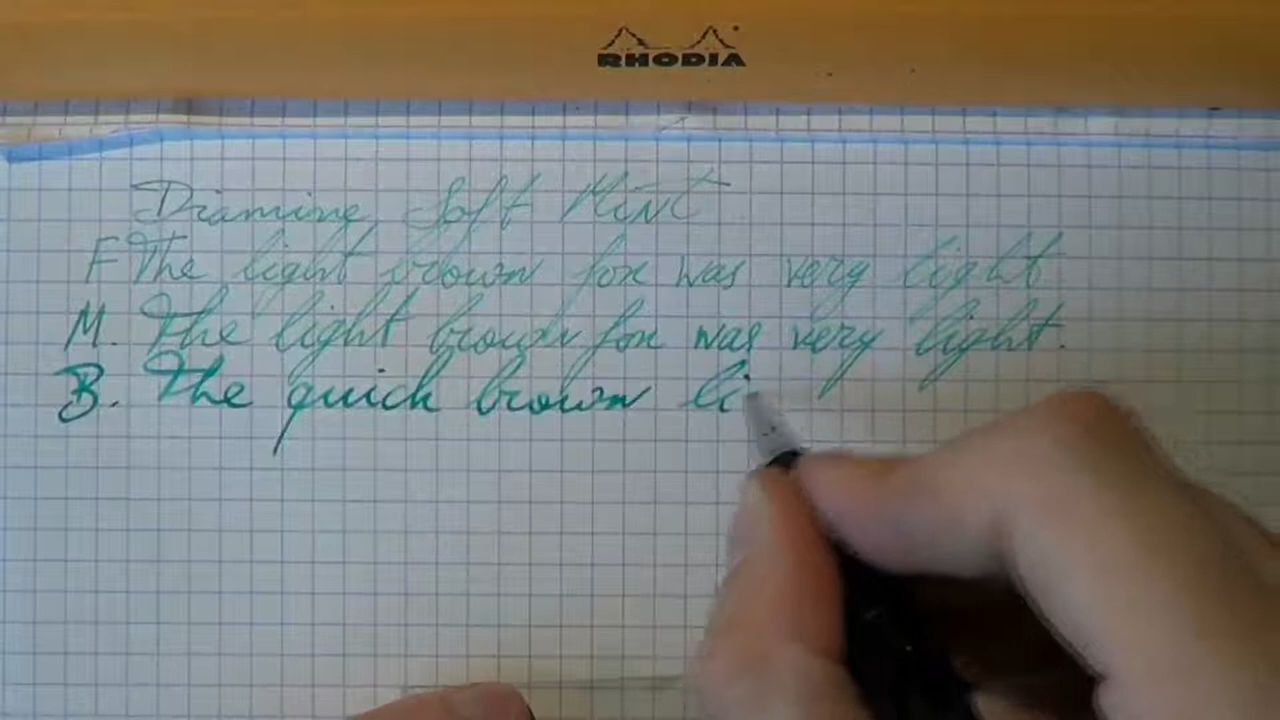 RHODIA
Diamine Soft Mint
F The light brown fox was very light
M. The light brown fox was very light.
B. The quick brown li